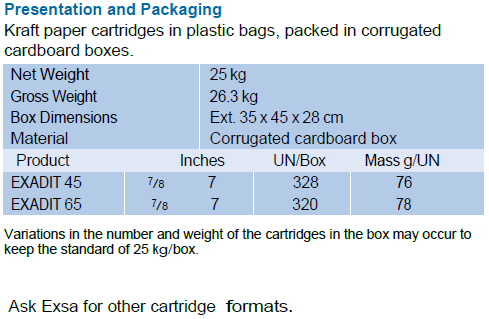 Presentation and Packaging
Kraft paper cartridges in plastic bags, packed in corrugated
cardboard boxes.
Net Weight 25 kg
Gross Weight 26.3 kg
Box Dimensions Ext. 35 x 45 x 28 cm
Material Corrugated cardboard box
Product Inches UN/Box Mass g/UN
EXADIT 45 7/8 7 328 76
EXADIT 65 7/8 7 320 78
Variations in the number and weight of the cartridges in the box may occur to
keep the standard of 25 kg/box.
Ask Exsa for other cartridge formats.